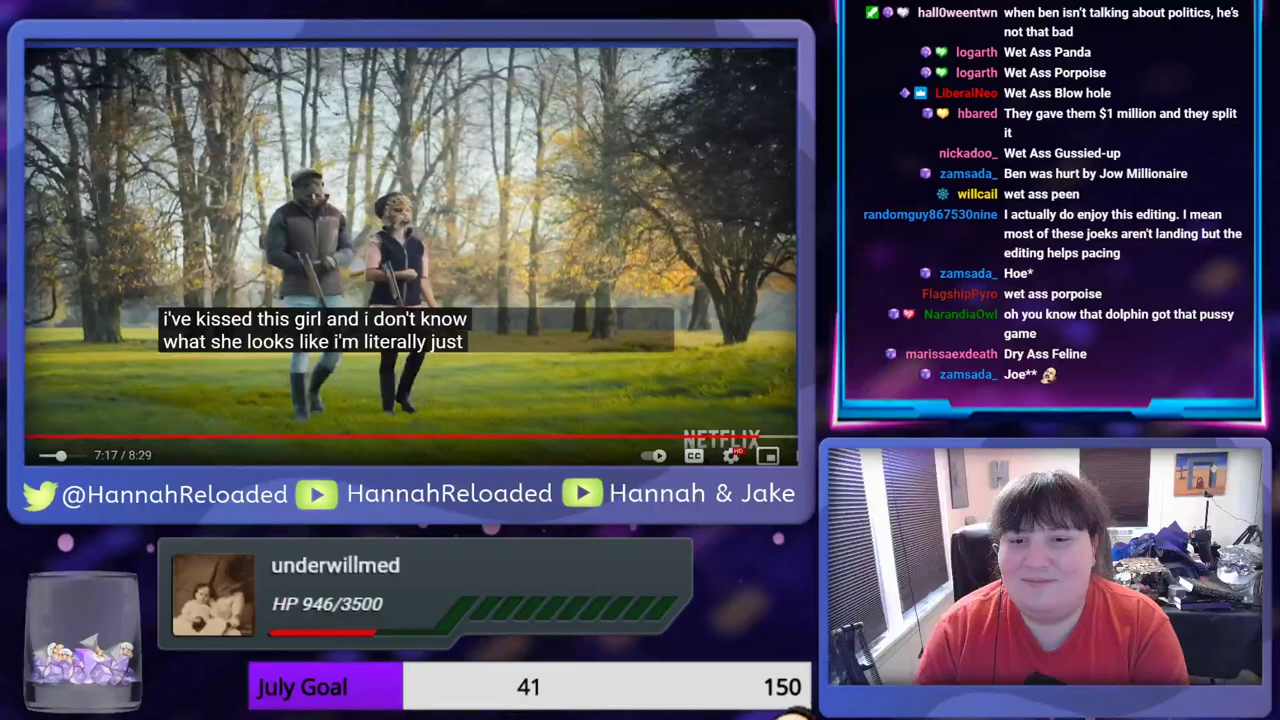 i've kissed this girl and i don't know
what she looks like i'm literally just
NETFLIX
7:17 / 8:29
CC
HD
@HannahReloaded HannahReloaded Hannah & Jake
underwillmed
HP 946/3500
July Goal 41 150
hall0weentwn when ben isn't talking about politics, he's
not that bad
logarth Wet Ass Panda
logarth Wet Ass Porpoise
LiberalNeo Wet Ass Blow hole
hbared They gave them $1 million and they split
it
nickadoo_ Wet Ass Gussied-up
zamsada_ Ben was hurt by Jow Millionaire
willcail wet ass peen
randomguy867530nine I actually do enjoy this editing. I mean
most of these joeks aren't landing but the
editing helps pacing
zamsada_ Hoe*
FlagshipPyro wet ass porpoise
NarandiaOwl oh you know that dolphin got that pussy
game
marissaexdeath Dry Ass Feline
zamsada_ Joe**